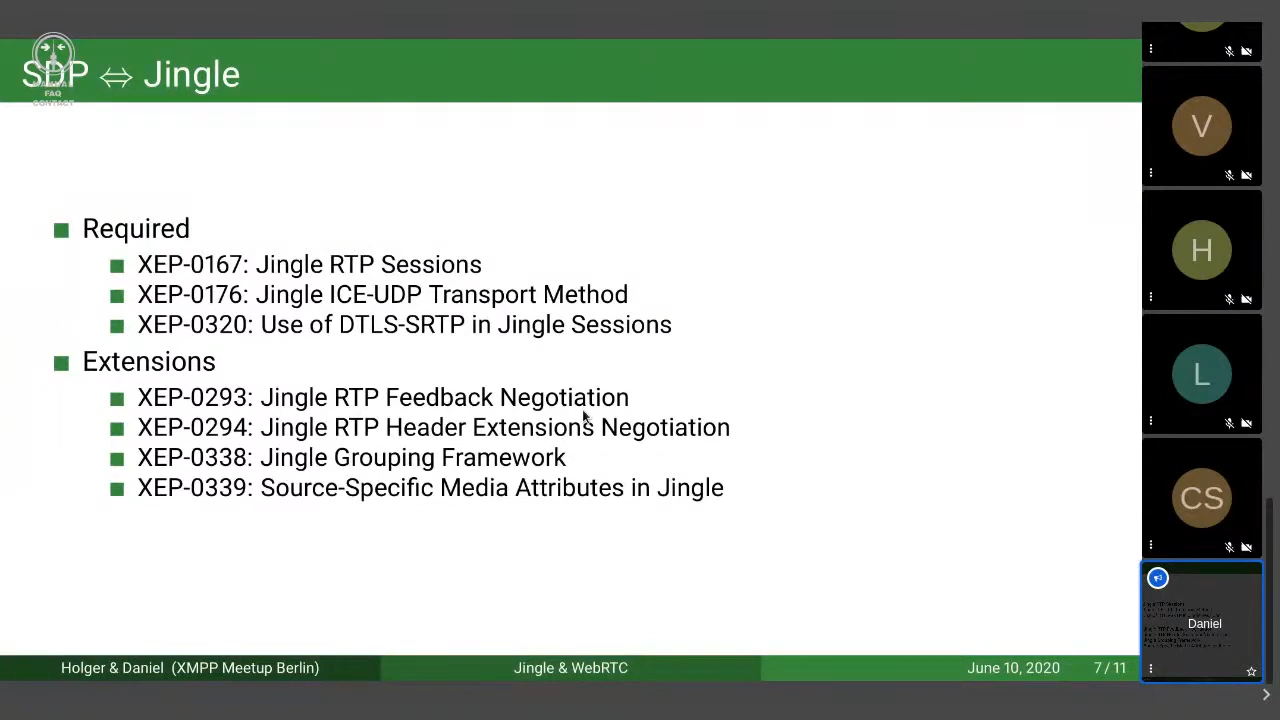 SDP ⇔ Jingle
FAQ
CONTACT
Required
XEP-0167: Jingle RTP Sessions
XEP-0176: Jingle ICE-UDP Transport Method
XEP-0320: Use of DTLS-SRTP in Jingle Sessions
Extensions
XEP-0293: Jingle RTP Feedback Negotiation
XEP-0294: Jingle RTP Header Extensions Negotiation
XEP-0338: Jingle Grouping Framework
XEP-0339: Source-Specific Media Attributes in Jingle
Holger & Daniel (XMPP Meetup Berlin)
Jingle & WebRTC
June 10, 2020
7 / 11
V
H
L
CS
Daniel